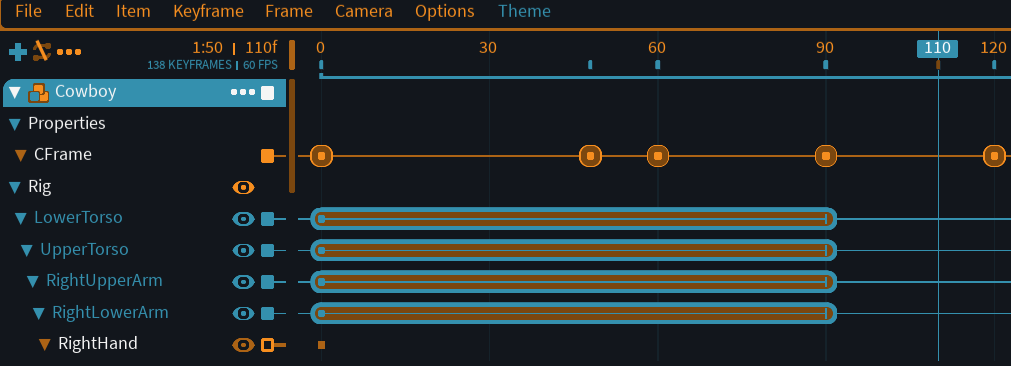 File Edit Item Keyframe Frame Camera Options Theme
1:50 | 110f 0 30 60 90 110 120
138 KEYFRAMES | 60 FPS
Cowboy
Properties
CFrame
Rig
LowerTorso
UpperTorso
RightUpperArm
RightLowerArm
RightHand